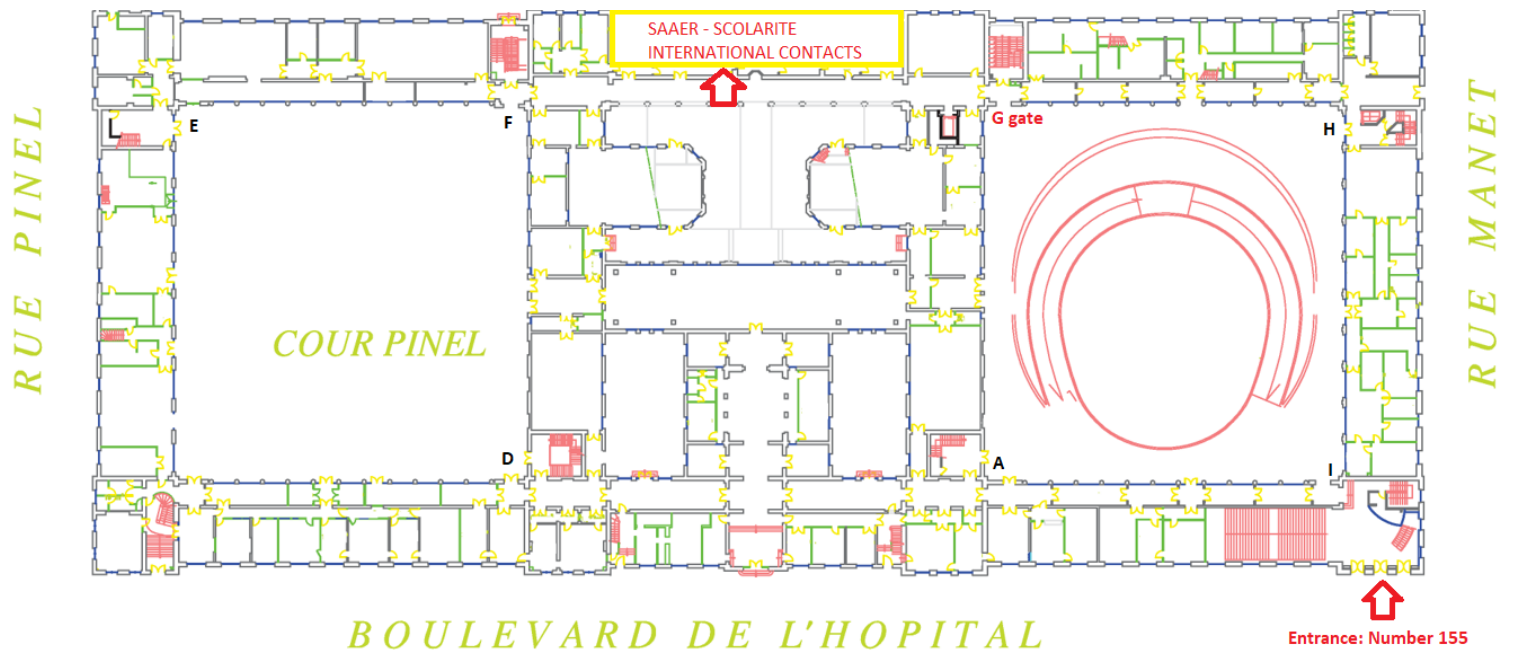 SAAER - SCOLARITE
INTERNATIONAL CONTACTS
E
F
G gate
H
RUE PINEL
RUE MANET
COUR PINEL
D
A
I
BOULEVARD DE L'HOPITAL
Entrance: Number 155